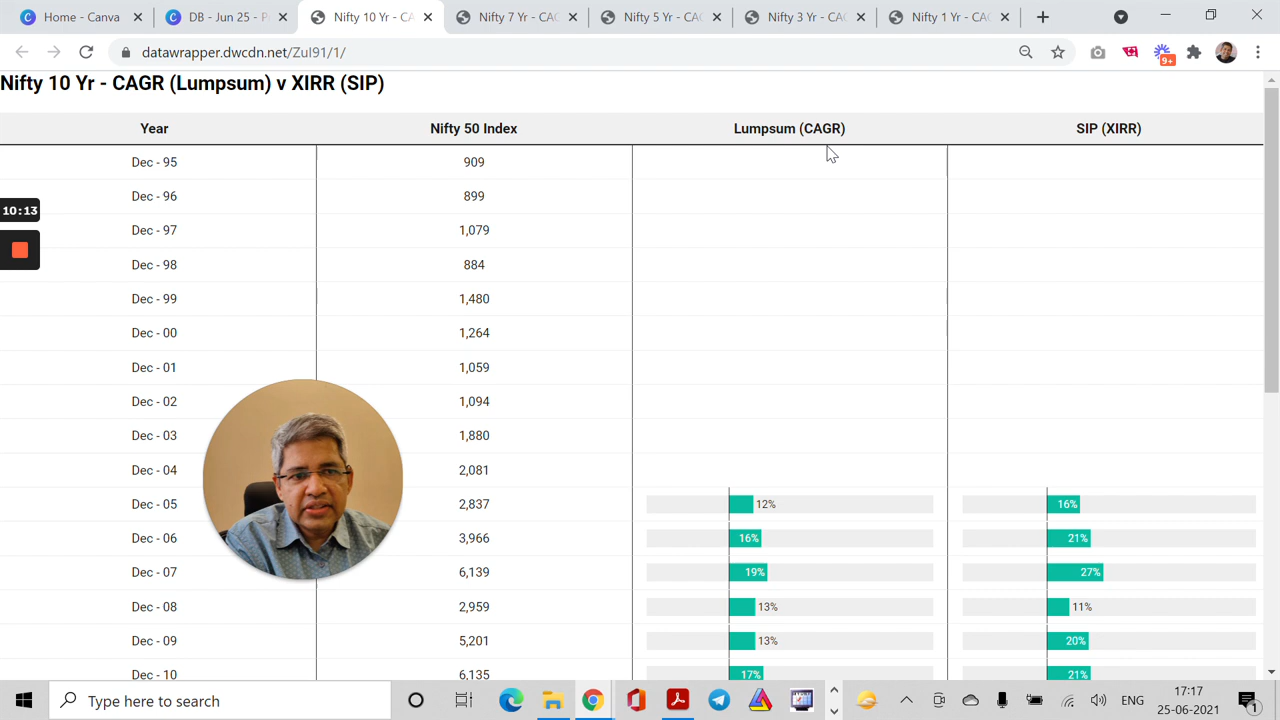 Home - Canva
DB - Jun 25 - P
Nifty 10 Yr - CA
Nifty 7 Yr - CAG
Nifty 5 Yr - CAG
Nifty 3 Yr - CAG
Nifty 1 Yr - CAG
datawrapper.dwcdn.net/Zul91/1/
9+
Nifty 10 Yr - CAGR (Lumpsum) v XIRR (SIP)
Year Nifty 50 Index Lumpsum (CAGR) SIP (XIRR)
Dec - 95 909
Dec - 96 899
10:13
Dec - 97 1,079
Dec - 98 884
Dec - 99 1,480
Dec - 00 1,264
Dec - 01 1,059
Dec - 02 1,094
Dec - 03 1,880
Dec - 04 2,081
Dec - 05 2,837 12% 16%
Dec - 06 3,966 16% 21%
Dec - 07 6,139 19% 27%
Dec - 08 2,959 13% 11%
Dec - 09 5,201 13% 20%
Dec - 10 6,135 17% 21%
Type here to search
ENG
17:17
25-06-2021
1